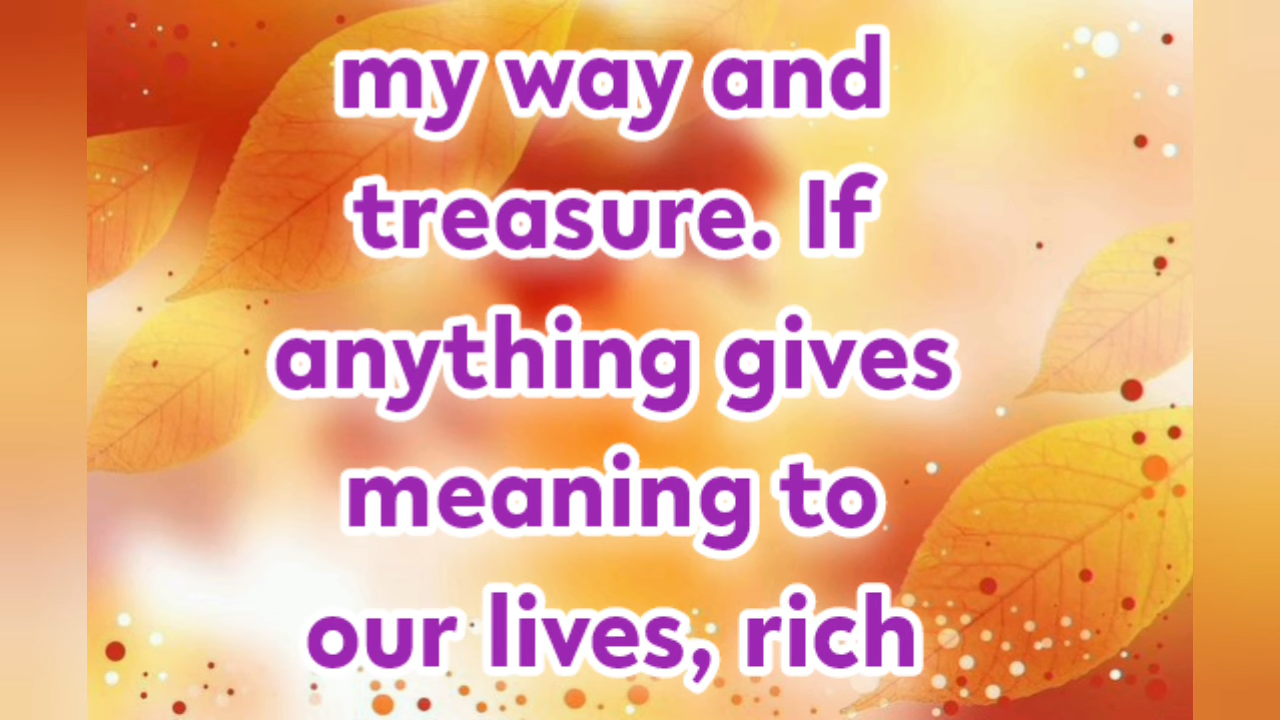 my way and
treasure. If
anything gives
meaning to
our lives, rich